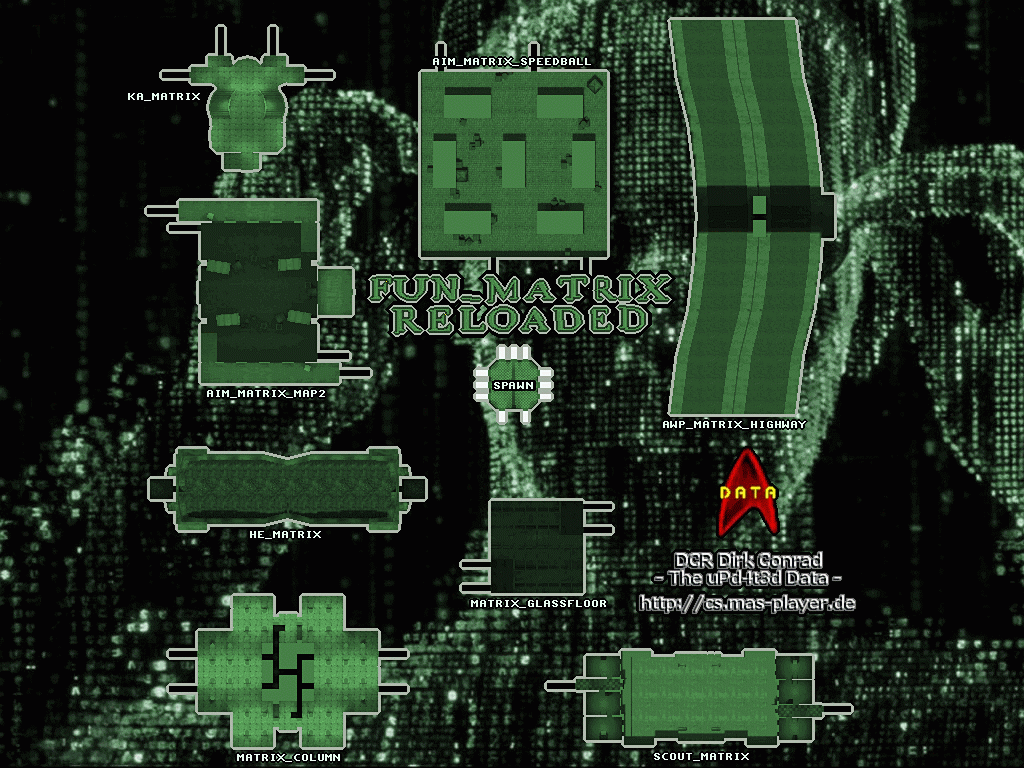 AIM_MATRIX_SPEEDBALL
KA_MATRIX
FUN_MATRIX
RELOADED
SPAWN
AIM_MATRIX_MAP2
AWP_MATRIX_HIGHWAY
DATA
HE_MATRIX
DCR Dirk Conrad
- The uPd4t3d Data -
http://cs.mas-player.de
MATRIX_GLASSFLOOR
MATRIX_COLUMN
SCOUT_MATRIX